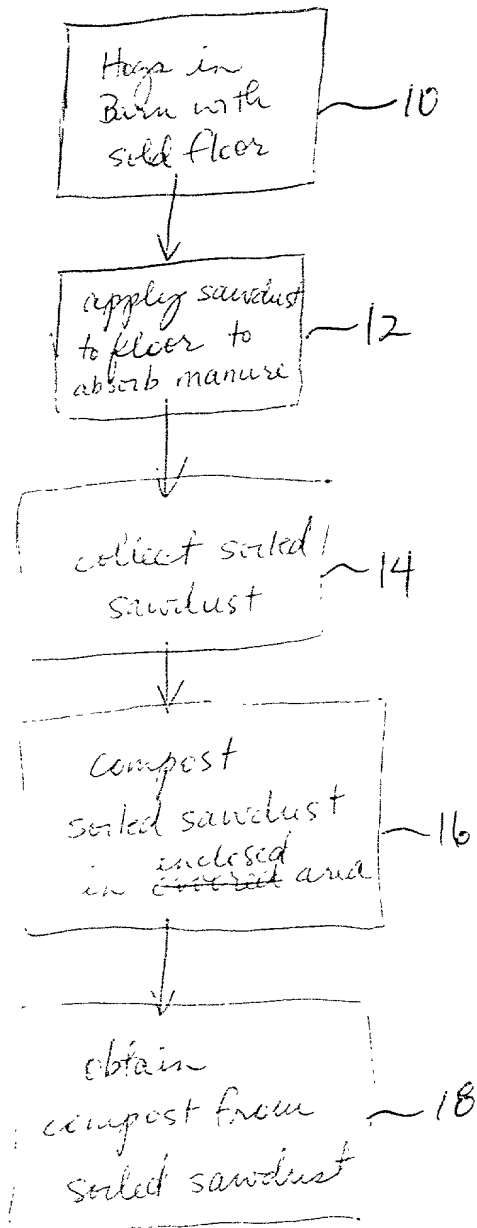 Hogs in
Barn with
solid floor
10
apply sawdust
to floor to
absorb manure
12
collect soiled
sawdust
14
compost
soiled sawdust
enclosed
in covered area
16
obtain
compost from
soiled sawdust
18